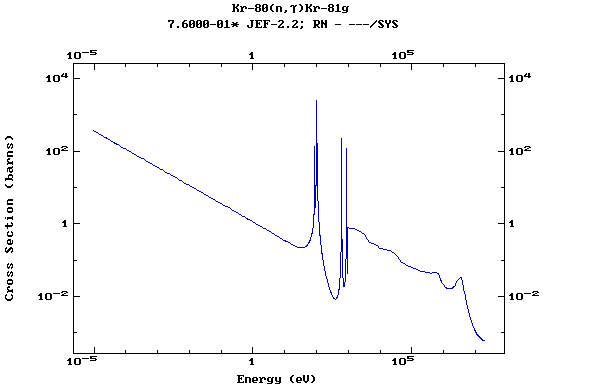 Kr-80(n,γ)Kr-81g
7.6000-01* JEF-2.2; RN - ---/SYS
10⁻⁵ 1 10⁵
10⁴ 10⁴
10² 10²
1 1
10⁻² 10⁻²
10⁻⁵ 1 10⁵
Cross Section (barns)
Energy (eV)